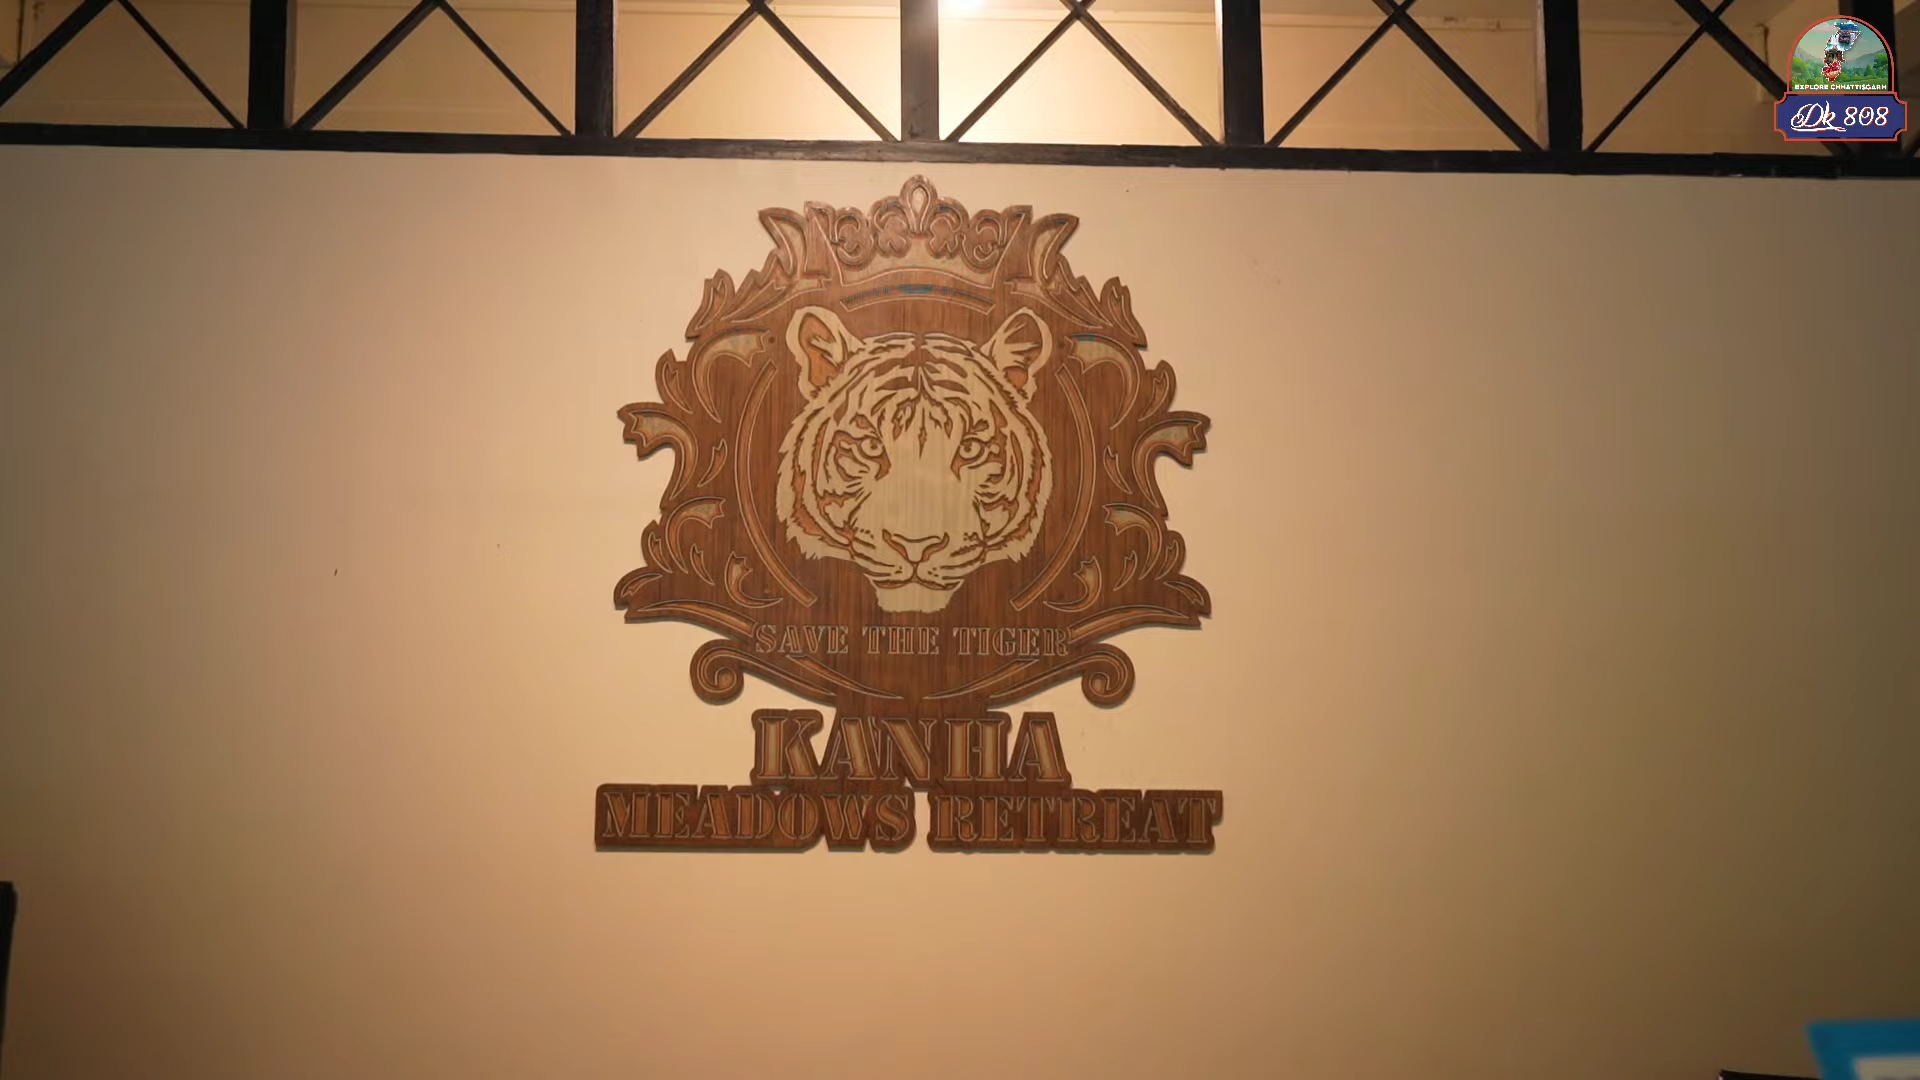 EXPLORE CHHATTISGARH
Dk 808
SAVE THE TIGER
KANHA
MEADOWS RETREAT